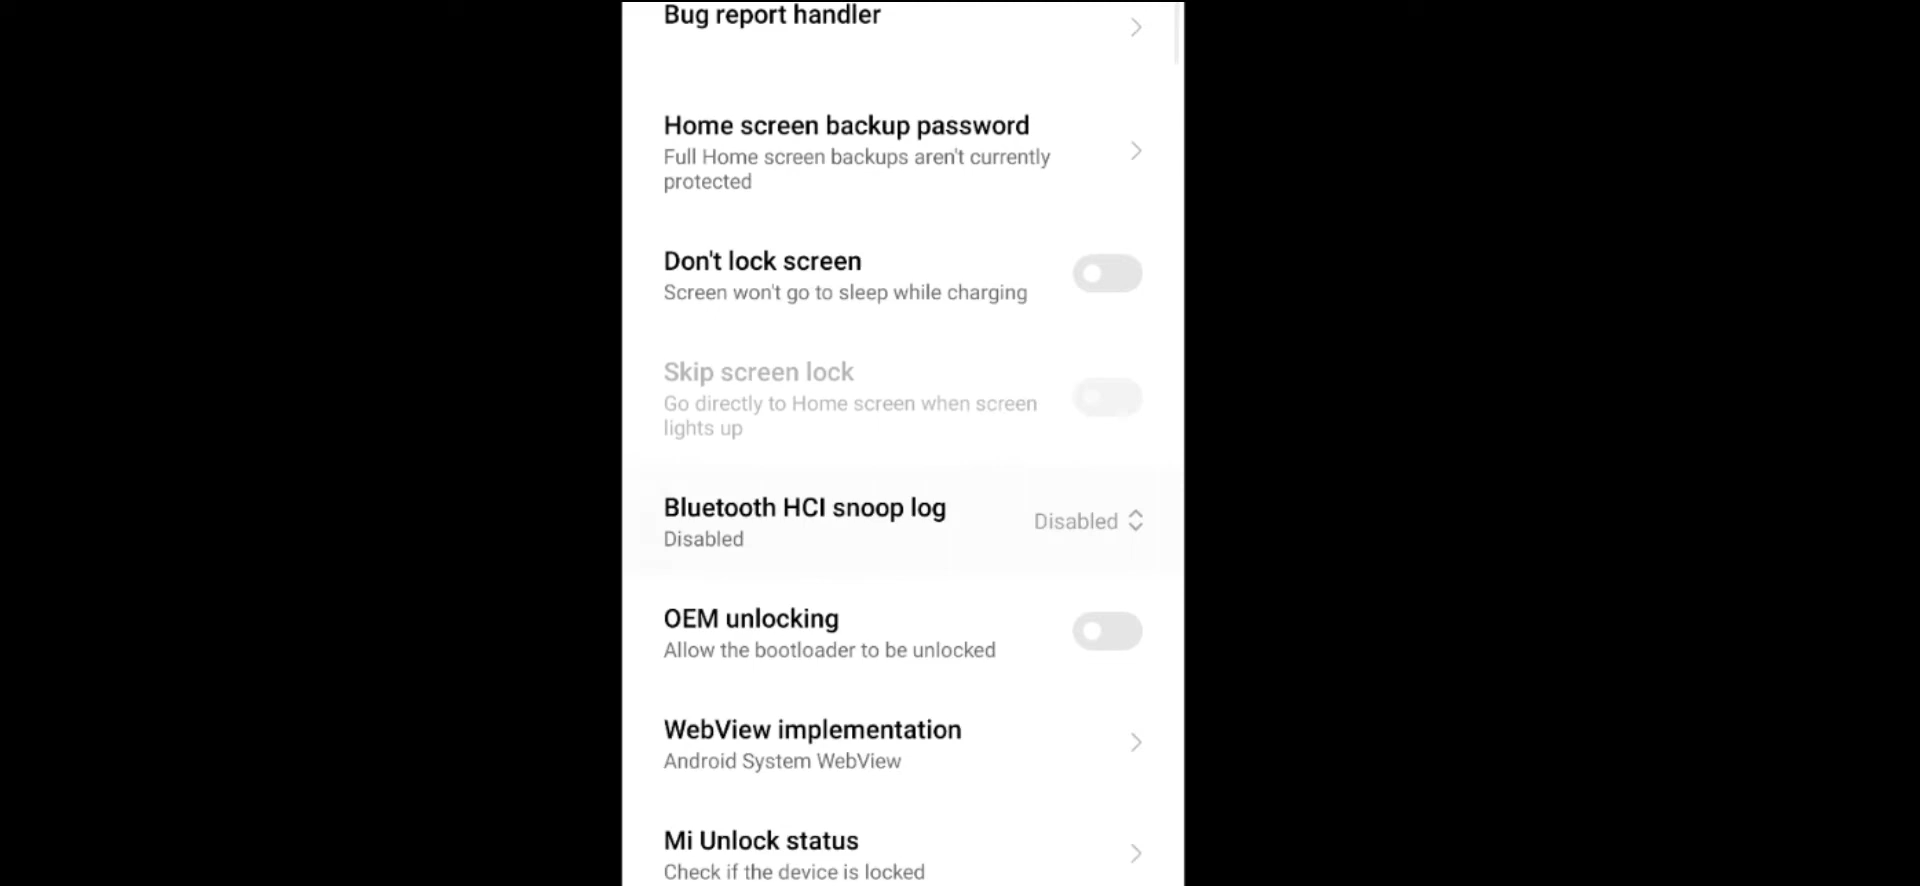 Bug report handler
Home screen backup password
Full Home screen backups aren't currently
protected
Don't lock screen
Screen won't go to sleep while charging
Skip screen lock
Go directly to Home screen when screen
lights up
Bluetooth HCI snoop log
Disabled
Disabled
OEM unlocking
Allow the bootloader to be unlocked
WebView implementation
Android System WebView
Mi Unlock status
Check if the device is locked